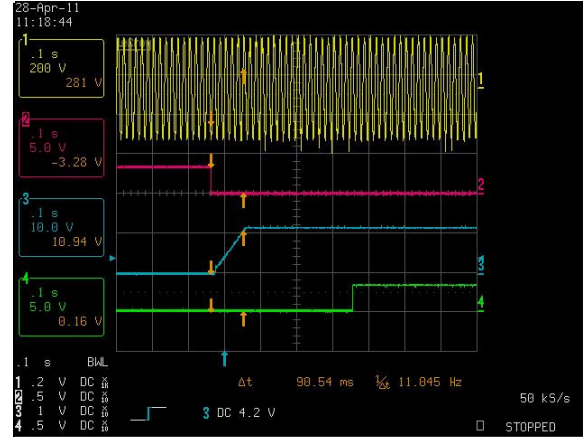 28-Apr-11
11:18:44
1
.1 s
200 V
281 V
2
.1 s
5.0 V
-3.28 V
3
.1 s
10.0 V
10.94 V
4
.1 s
5.0 V
0.16 V
1
2
3
4
.1 s BWL
1 .2 V DC
2 .5 V DC
3 1 V DC
4 .5 V DC
Δt 90.54 ms 1/Δt 11.045 Hz
3 DC 4.2 V
50 kS/s
STOPPED